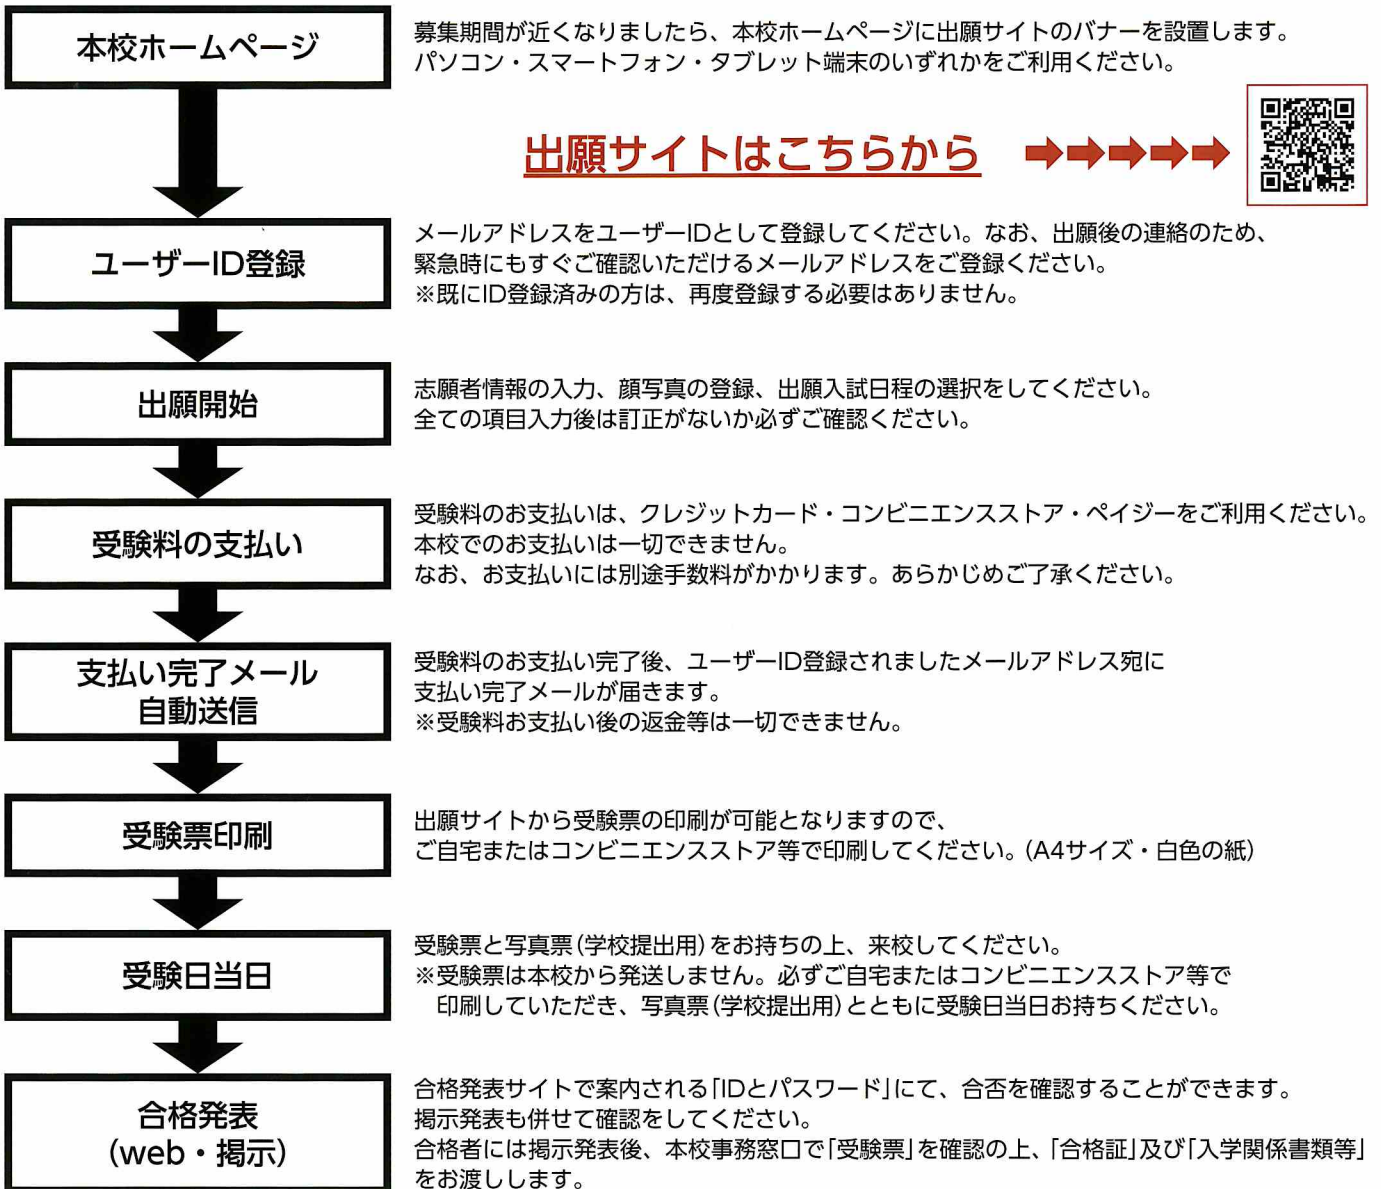 本校ホームページ
募集期間が近くなりましたら、本校ホームページに出願サイトのバナーを設置します。
パソコン・スマートフォン・タブレット端末のいずれかをご利用ください。
出願サイトはこちらから
ユーザーID登録
メールアドレスをユーザーIDとして登録してください。なお、出願後の連絡のため、
緊急時にもすぐご確認いただけるメールアドレスをご登録ください。
※既にID登録済みの方は、再度登録する必要はありません。
出願開始
志願者情報の入力、顔写真の登録、出願入試日程の選択をしてください。
全ての項目入力後は訂正がないか必ずご確認ください。
受験料の支払い
受験料のお支払いは、クレジットカード・コンビニエンスストア・ペイジーをご利用ください。
本校でのお支払いは一切できません。
なお、お支払いには別途手数料がかかります。あらかじめご了承ください。
支払い完了メール
自動送信
受験料のお支払い完了後、ユーザーID登録されましたメールアドレス宛に
支払い完了メールが届きます。
※受験料お支払い後の返金等は一切できません。
受験票印刷
出願サイトから受験票の印刷が可能となりますので、
ご自宅またはコンビニエンスストア等で印刷してください。(A4サイズ・白色の紙)
受験日当日
受験票と写真票(学校提出用)をお持ちの上、来校してください。
※受験票は本校から発送しません。必ずご自宅またはコンビニエンスストア等で
印刷していただき、写真票(学校提出用)とともに受験日当日お持ちください。
合格発表
(web・掲示)
合格発表サイトで案内される「IDとパスワード」にて、合否を確認することができます。
掲示発表も併せて確認をしてください。
合格者には掲示発表後、本校事務窓口で「受験票」を確認の上、「合格証」及び「入学関係書類等」
をお渡しします。